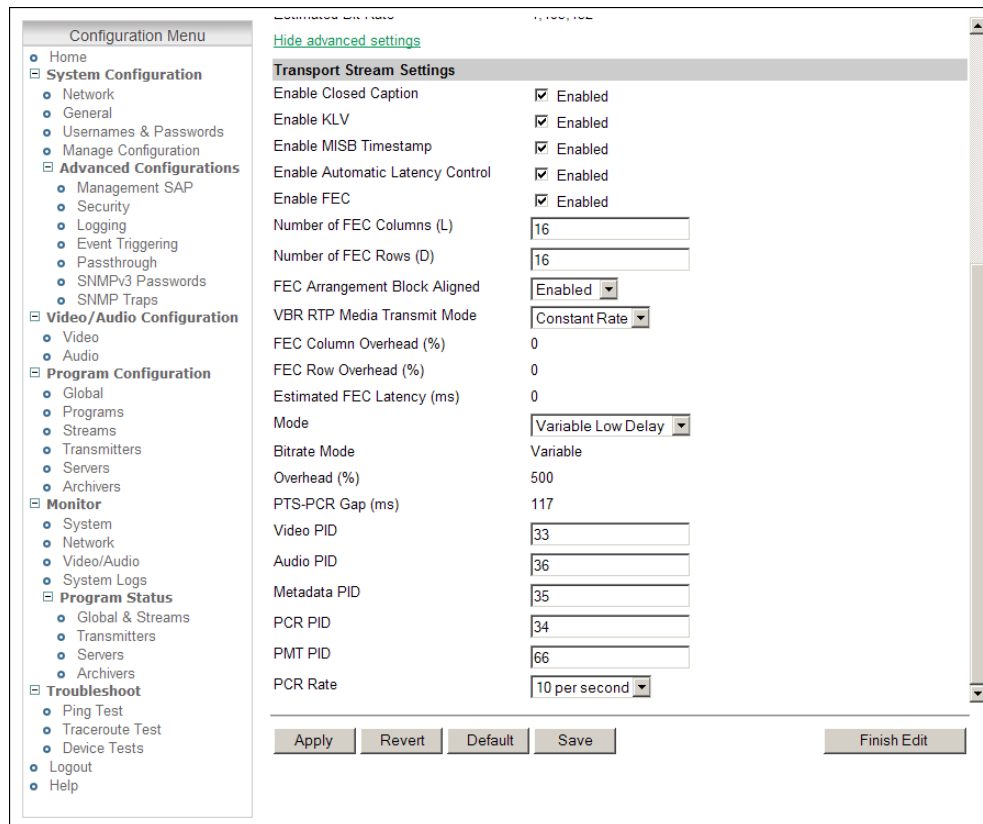 Configuration Menu
Home
System Configuration
Network
General
Usernames & Passwords
Manage Configuration
Advanced Configurations
Management SAP
Security
Logging
Event Triggering
Passthrough
SNMPv3 Passwords
SNMP Traps
Video/Audio Configuration
Video
Audio
Program Configuration
Global
Programs
Streams
Transmitters
Servers
Archivers
Monitor
System
Network
Video/Audio
System Logs
Program Status
Global & Streams
Transmitters
Servers
Archivers
Troubleshoot
Ping Test
Traceroute Test
Device Tests
Logout
Help
Estimated Bit Rate
Hide advanced settings
Transport Stream Settings
Enable Closed Caption Enabled
Enable KLV Enabled
Enable MISB Timestamp Enabled
Enable Automatic Latency Control Enabled
Enable FEC Enabled
Number of FEC Columns (L) 16
Number of FEC Rows (D) 16
FEC Arrangement Block Aligned Enabled
VBR RTP Media Transmit Mode Constant Rate
FEC Column Overhead (%) 0
FEC Row Overhead (%) 0
Estimated FEC Latency (ms) 0
Mode Variable Low Delay
Bitrate Mode Variable
Overhead (%) 500
PTS-PCR Gap (ms) 117
Video PID 33
Audio PID 36
Metadata PID 35
PCR PID 34
PMT PID 66
PCR Rate 10 per second
Apply Revert Default Save Finish Edit